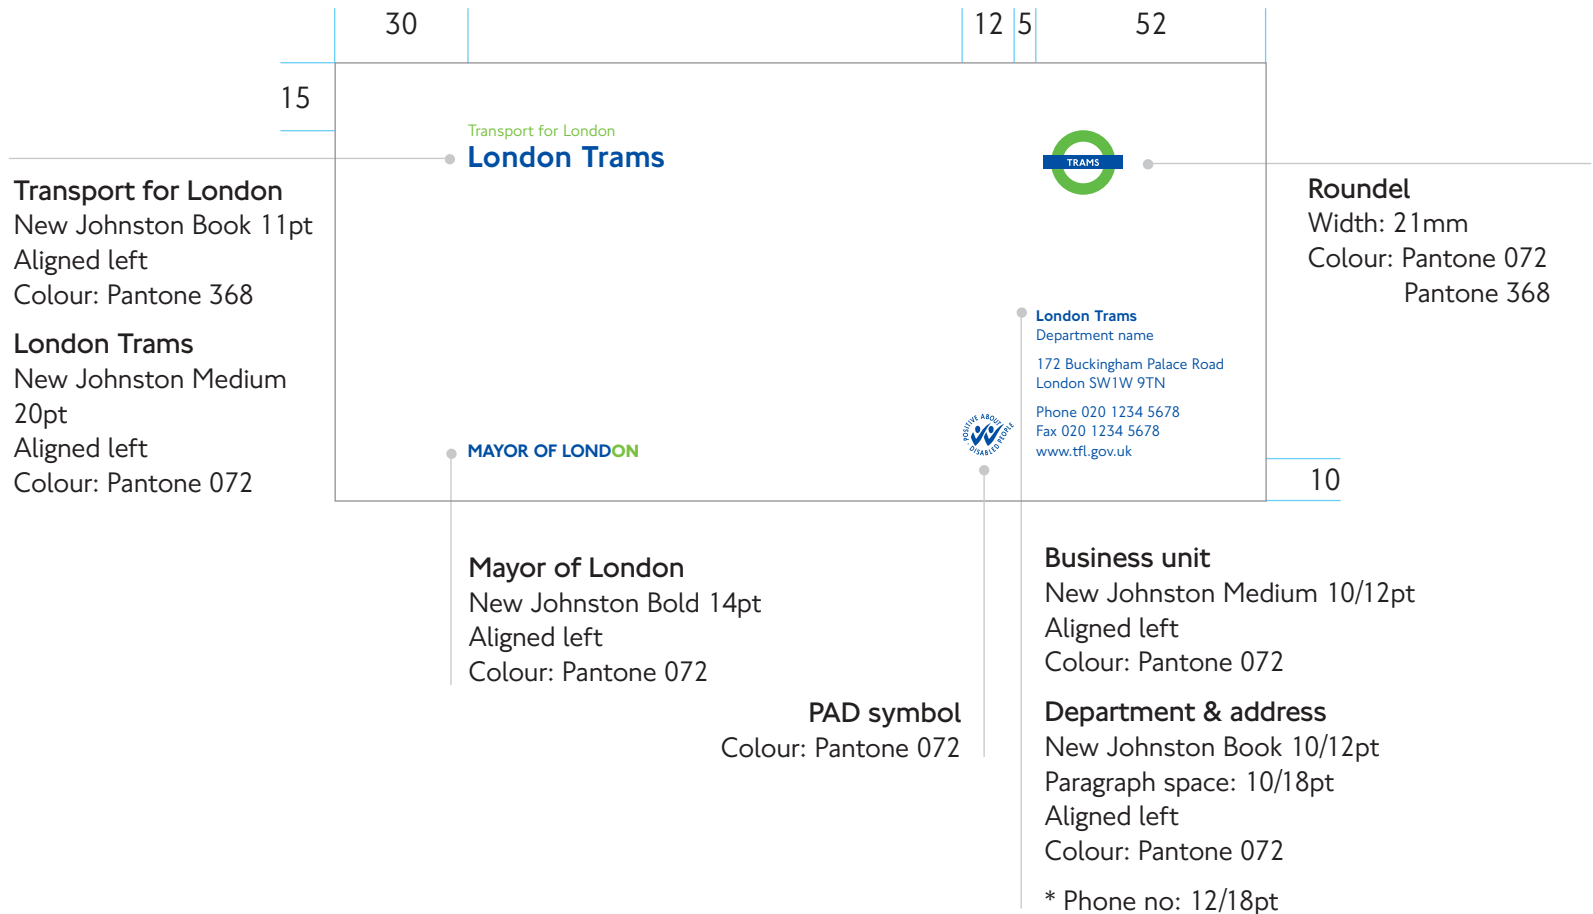 30
12
5
52
15
Transport for London
London Trams
TRAMS
Transport for London
New Johnston Book 11pt
Aligned left
Colour: Pantone 368
London Trams
New Johnston Medium
20pt
Aligned left
Colour: Pantone 072
Roundel
Width: 21mm
Colour: Pantone 072
Pantone 368
London Trams
Department name
172 Buckingham Palace Road
London SW1W 9TN
Phone 020 1234 5678
Fax 020 1234 5678
www.tfl.gov.uk
POSITIVE ABOUT
DISABLED PEOPLE
MAYOR OF LONDON
10
Mayor of London
New Johnston Bold 14pt
Aligned left
Colour: Pantone 072
PAD symbol
Colour: Pantone 072
Business unit
New Johnston Medium 10/12pt
Aligned left
Colour: Pantone 072
Department & address
New Johnston Book 10/12pt
Paragraph space: 10/18pt
Aligned left
Colour: Pantone 072
* Phone no: 12/18pt